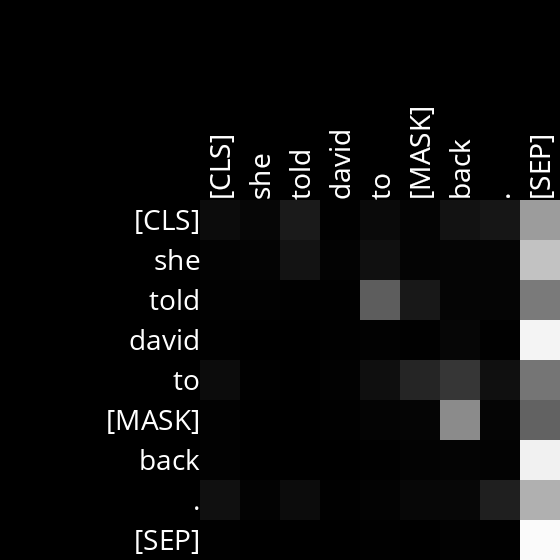 [CLS] she told david to [MASK] back . [SEP]
[CLS]
she
told
david
to
[MASK]
back
.
[SEP]